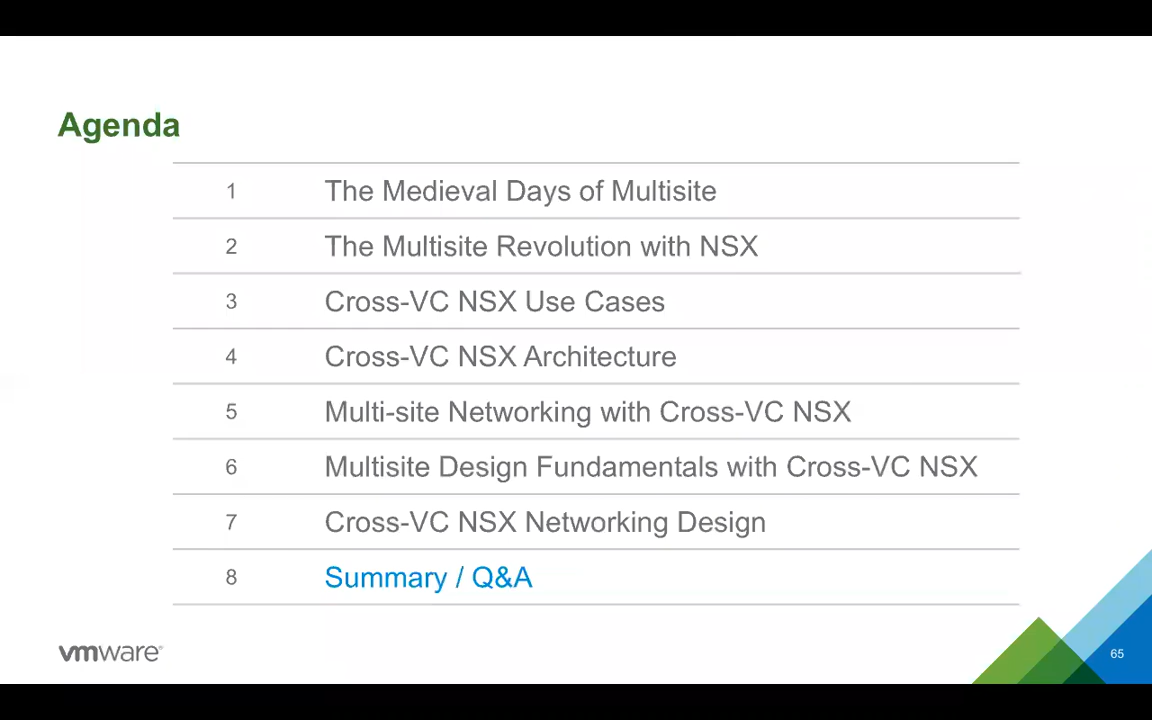 Agenda
1 The Medieval Days of Multisite
2 The Multisite Revolution with NSX
3 Cross-VC NSX Use Cases
4 Cross-VC NSX Architecture
5 Multi-site Networking with Cross-VC NSX
6 Multisite Design Fundamentals with Cross-VC NSX
7 Cross-VC NSX Networking Design
8 Summary / Q&A
vmware
65